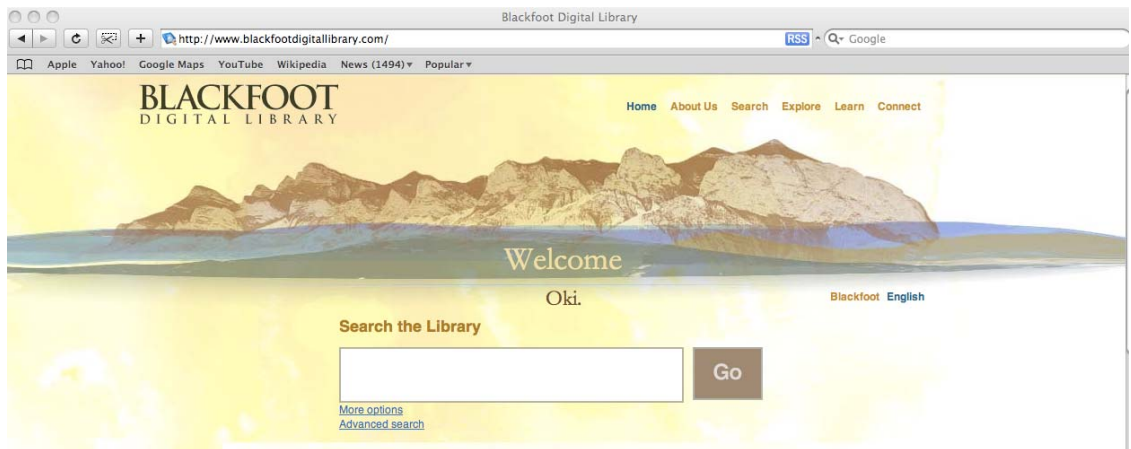 Blackfoot Digital Library
http://www.blackfootdigitallibrary.com/ RSS Google
Apple Yahoo! Google Maps YouTube Wikipedia News (1494) Popular
BLACKFOOT
DIGITAL LIBRARY
Home About Us Search Explore Learn Connect
Welcome
Oki.
Blackfoot English
Search the Library
Go
More options
Advanced search